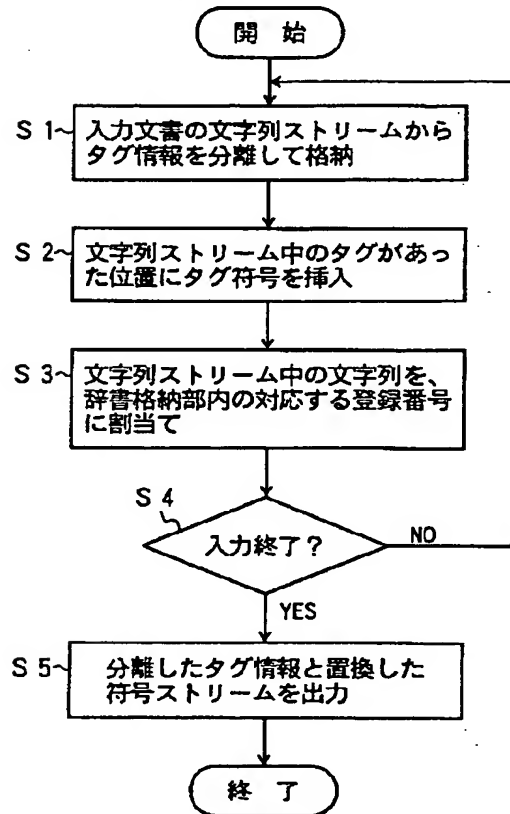 開 始
S 1 入力文書の文字列ストリームから
タグ情報を分離して格納
S 2 文字列ストリーム中のタグがあっ
た位置にタグ符号を挿入
S 3 文字列ストリーム中の文字列を、
辞書格納部内の対応する登録番号
に割当て
S 4
入力終了? NO
YES
S 5 分離したタグ情報と置換した
符号ストリームを出力
終 了